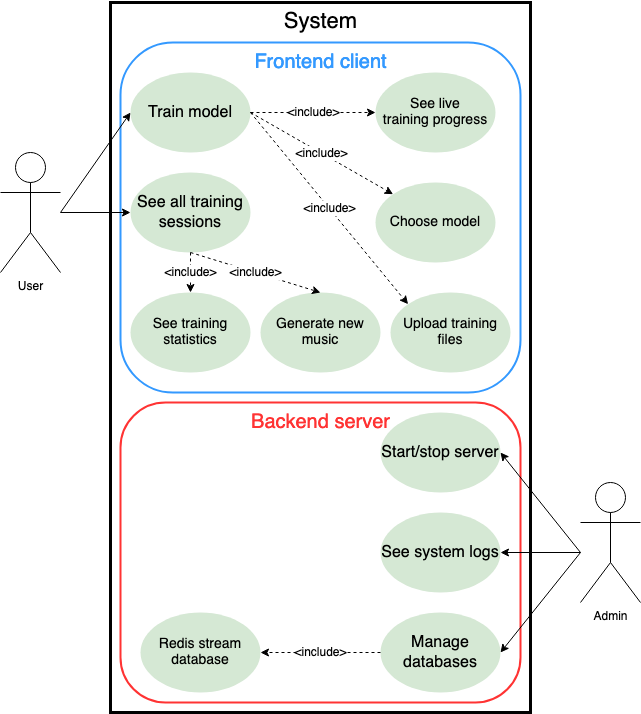 System
Frontend client
Train model
<include>
See live
training progress
<include>
See all training
sessions
<include>
Choose model
User
<include>
<include>
See training
statistics
Generate new
music
Upload training
files
Backend server
Start/stop server
See system logs
Admin
Redis stream
database
<include>
Manage
databases